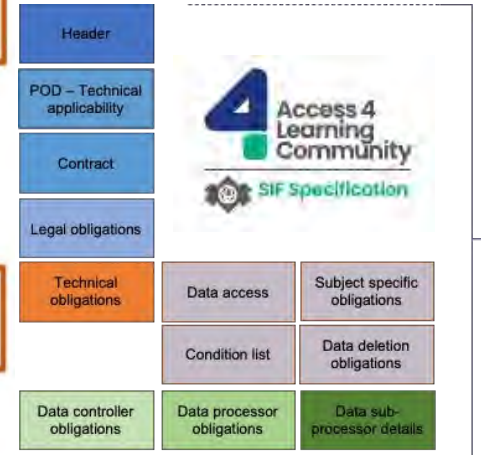 Header
POD – Technical
applicability
Contract
Legal obligations
Access 4
Learning
Community
SIF Specification
Technical
obligations
Data access
Subject specific
obligations
Condition list
Data deletion
obligations
Data controller
obligations
Data processor
obligations
Data sub-
processor details